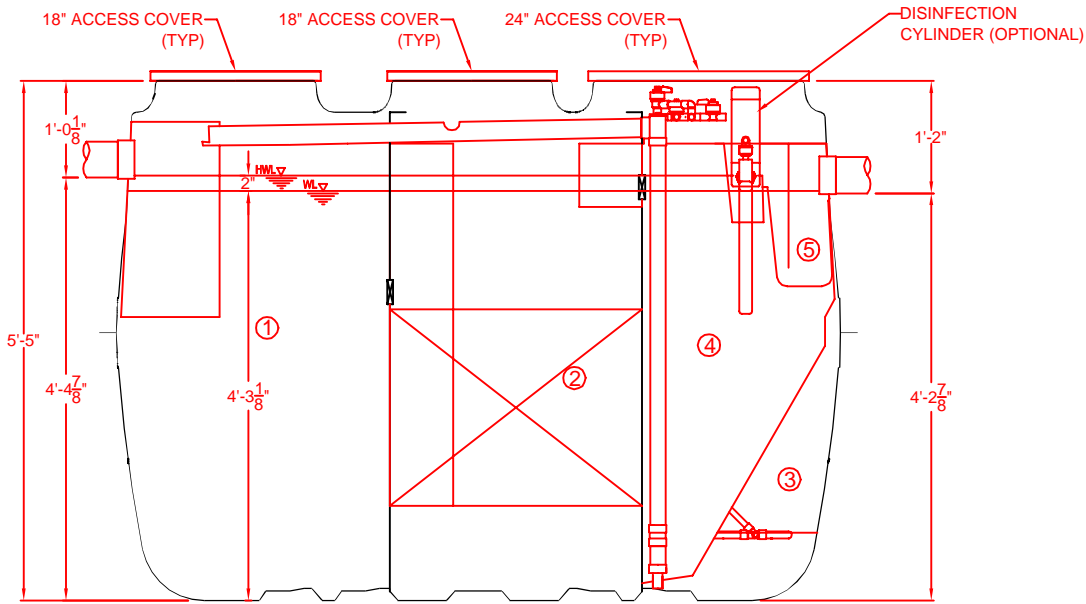 18" ACCESS COVER
(TYP)
18" ACCESS COVER
(TYP)
24" ACCESS COVER
(TYP)
DISINFECTION
CYLINDER (OPTIONAL)
1'-0 1/8"
1'-2"
HWL
2"
WL
5
1
5'-5"
4
2
4'-4 7/8"
4'-3 1/8"
4'-2 7/8"
3